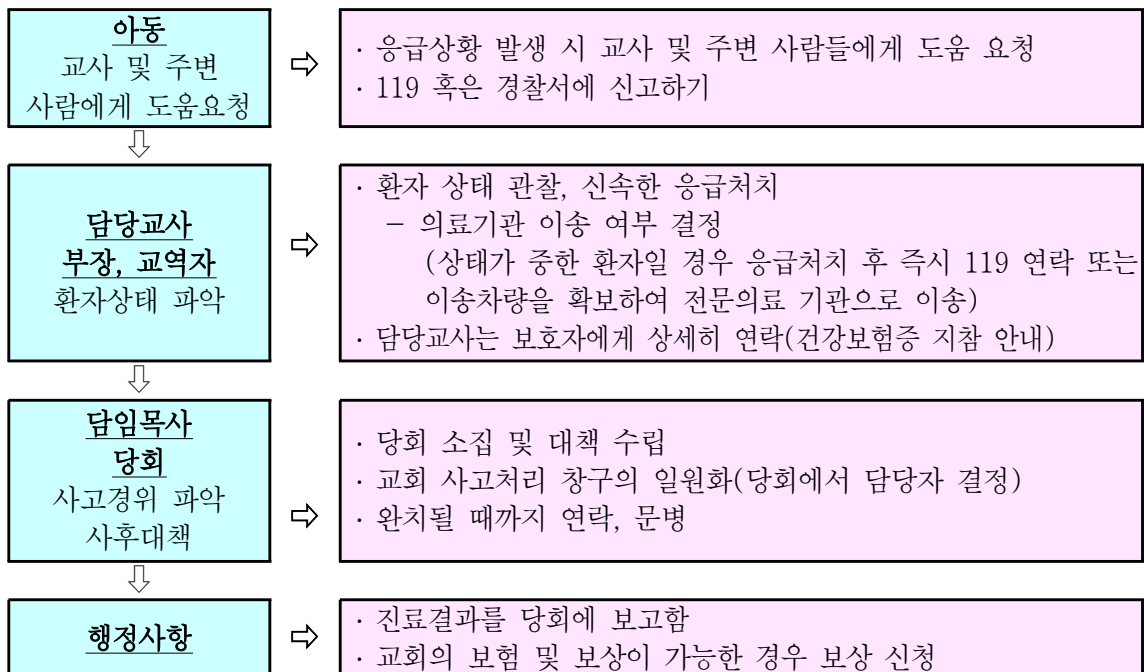 아동
교사 및 주변
사람에게 도움요청
⇨
· 응급상황 발생 시 교사 및 주변 사람들에게 도움 요청
· 119 혹은 경찰서에 신고하기
⇩
담당교사
부장, 교역자
환자상태 파악
⇨
· 환자 상태 관찰, 신속한 응급처치
- 의료기관 이송 여부 결정
(상태가 중한 환자일 경우 응급처치 후 즉시 119 연락 또는
이송차량을 확보하여 전문의료 기관으로 이송)
· 담당교사는 보호자에게 상세히 연락(건강보험증 지참 안내)
⇩
담임목사
당회
사고경위 파악
사후대책
⇨
· 당회 소집 및 대책 수립
· 교회 사고처리 창구의 일원화(당회에서 담당자 결정)
· 완치될 때까지 연락, 문병
⇩
행정사항
⇨
· 진료결과를 당회에 보고함
· 교회의 보험 및 보상이 가능한 경우 보상 신청